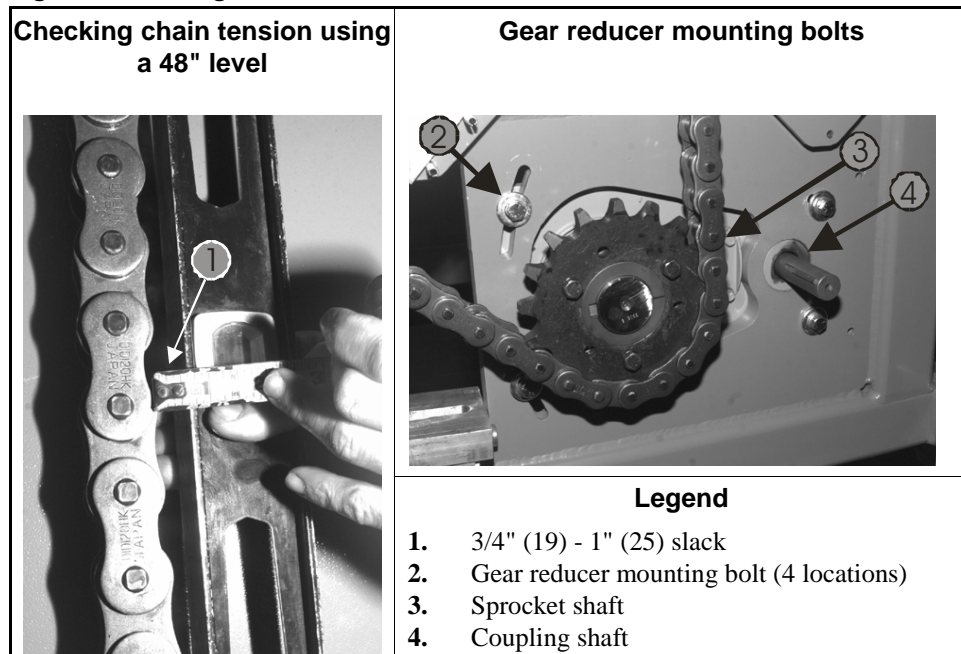 Checking chain tension using
a 48" level
Gear reducer mounting bolts
1
JAPAN
JAPAN
2
3
4
Legend
1. 3/4" (19) - 1" (25) slack
2. Gear reducer mounting bolt (4 locations)
3. Sprocket shaft
4. Coupling shaft